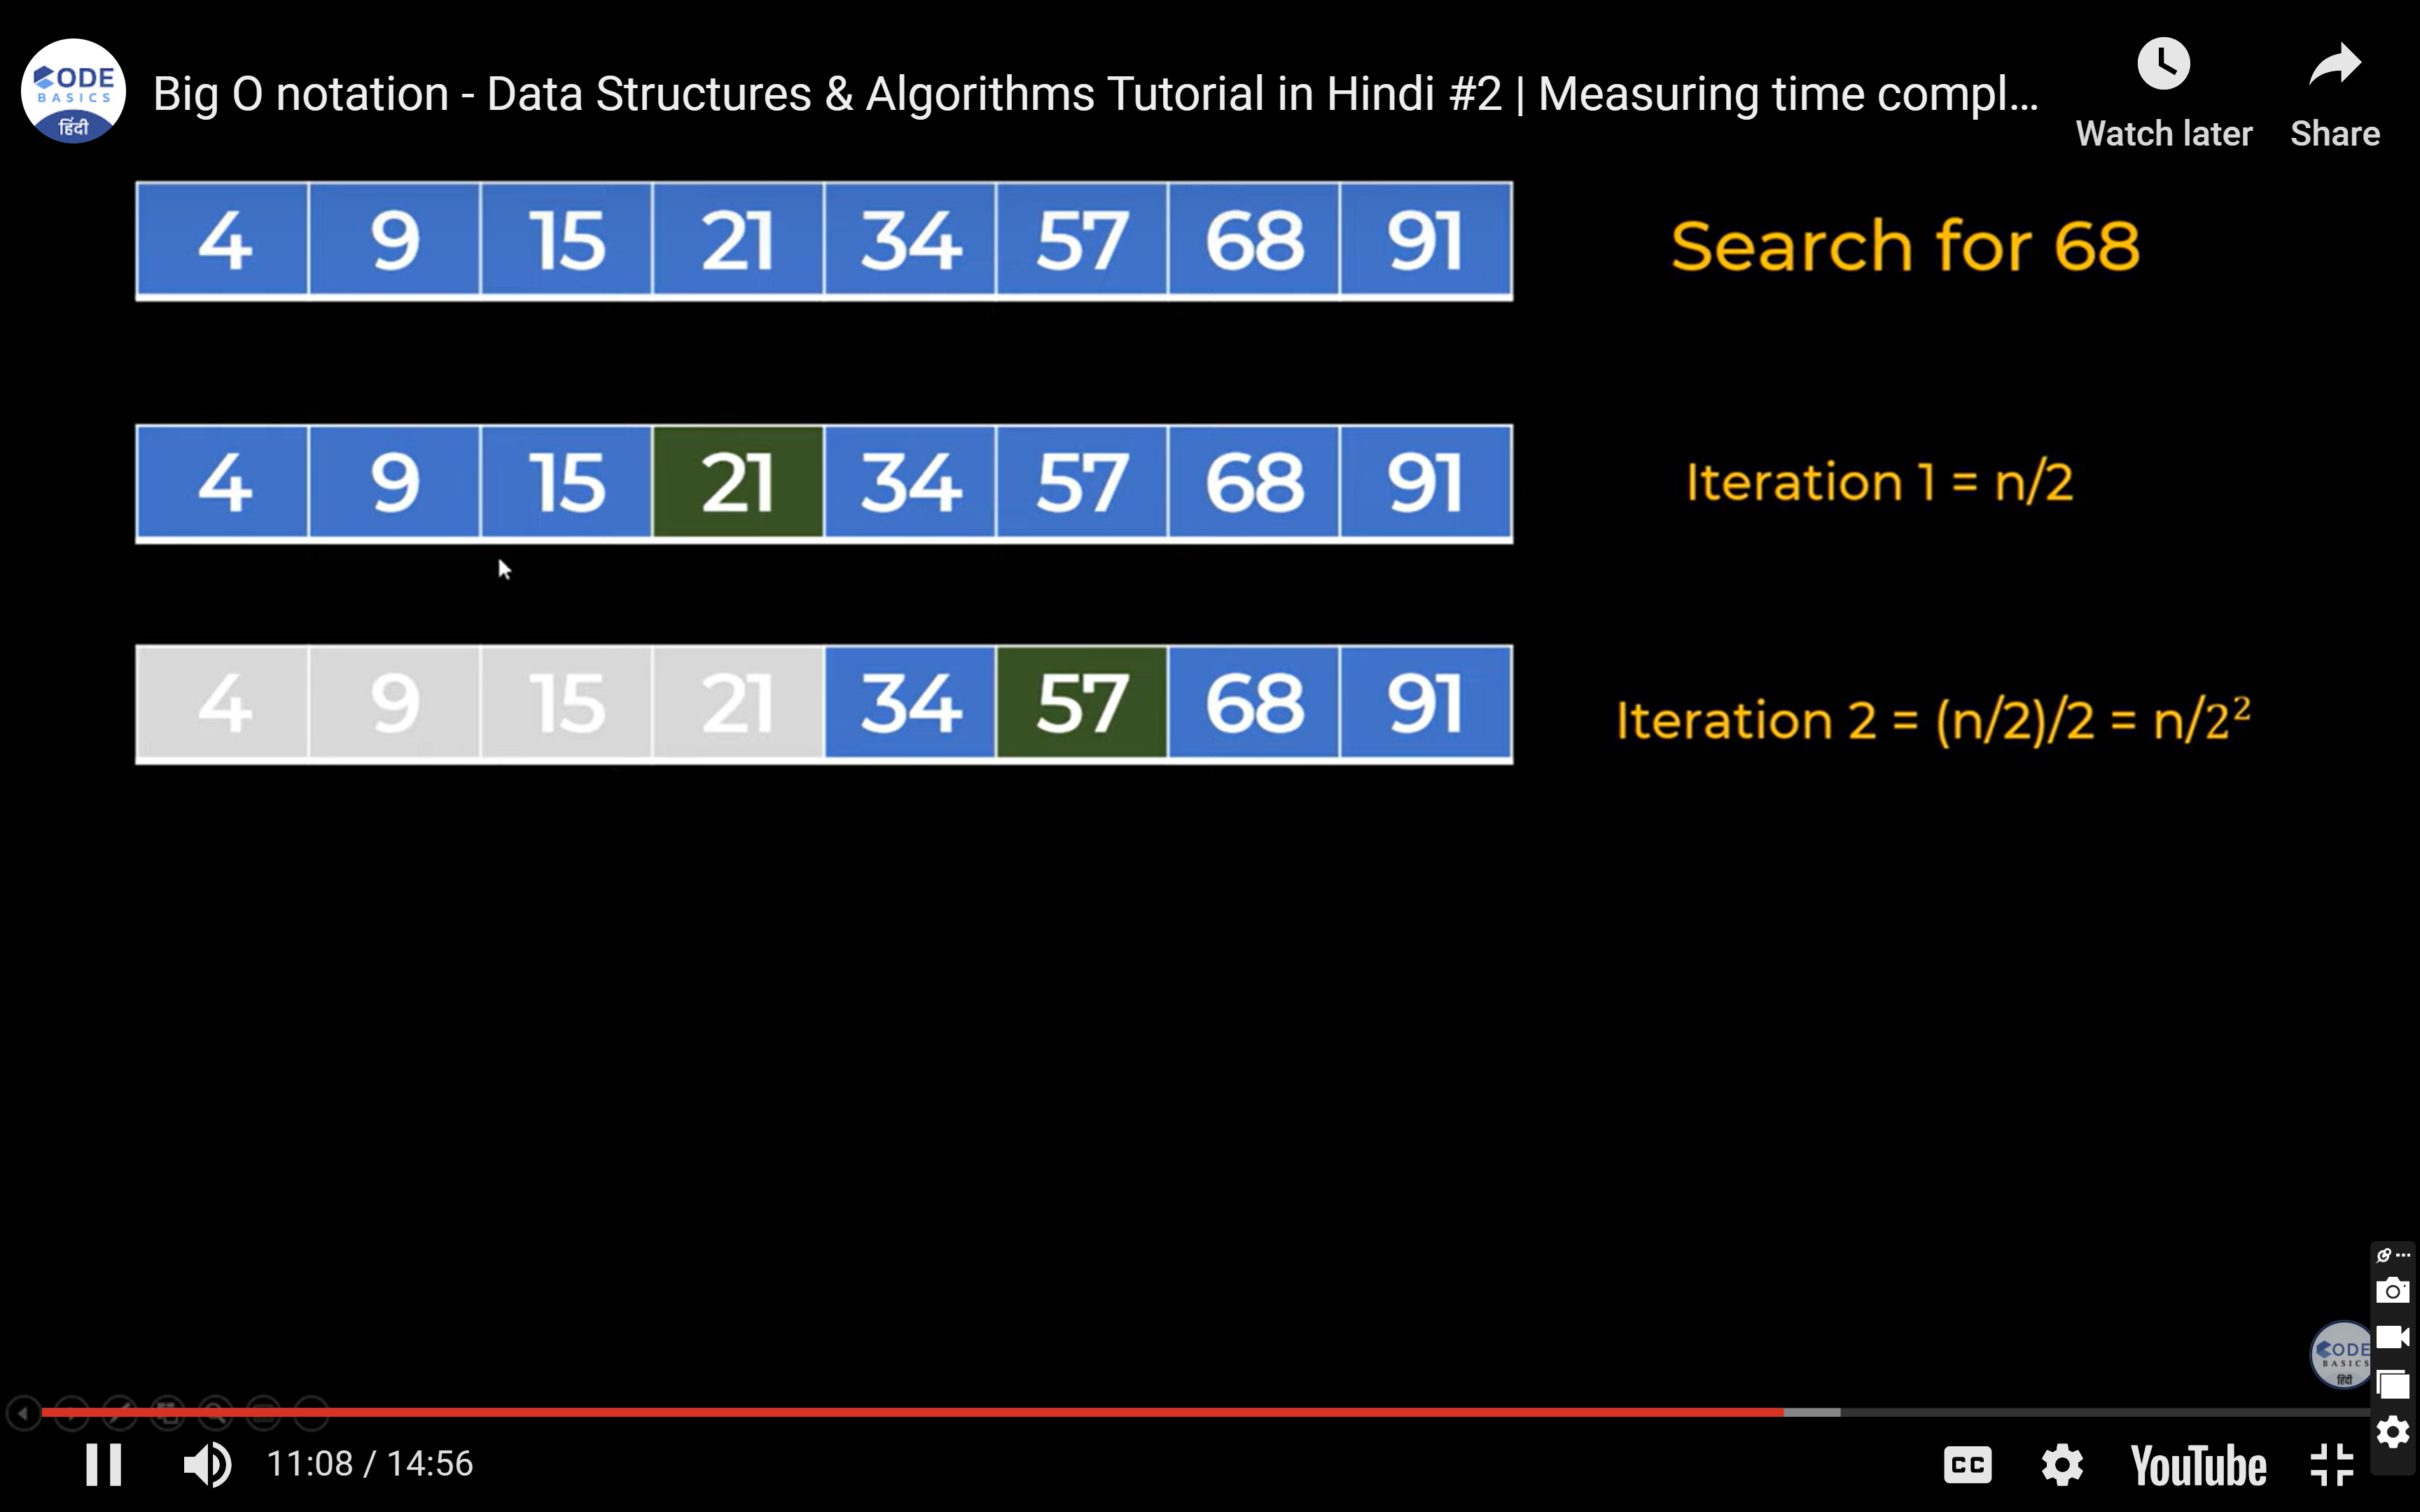 CODE
BASICS
हिंदी
Big O notation - Data Structures & Algorithms Tutorial in Hindi #2 | Measuring time compl...
Watch later
Share
4 9 15 21 34 57 68 91
Search for 68
4 9 15 21 34 57 68 91
Iteration 1 = n/2
4 9 15 21 34 57 68 91
Iteration 2 = (n/2)/2 = n/2²
CODE
BASICS
हिंदी
11:08 / 14:56
CC
YouTube